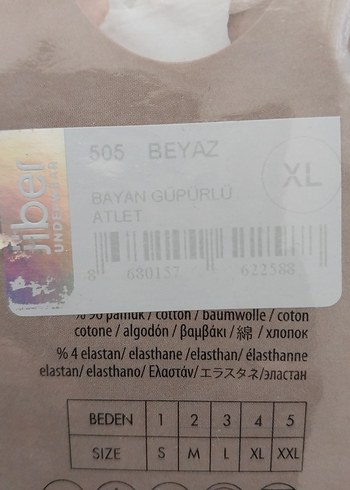 505 BEYAZ
XL
BAYAN GÜPÜRLÜ
ATLET
jiber
UNDERWEAR
8 680157 622588
% 96 pamuk / cotton / baumwolle / coton
cotone / algodón / βαμβάκι / 綿 / хлопок
% 4 elastan/ elasthane /elasthan/ élasthanne
elastan/ elasthano/ Ελαστάν/ エラスタネ/эластан
BEDEN 1 2 3 4 5
SIZE S M L XL XXL